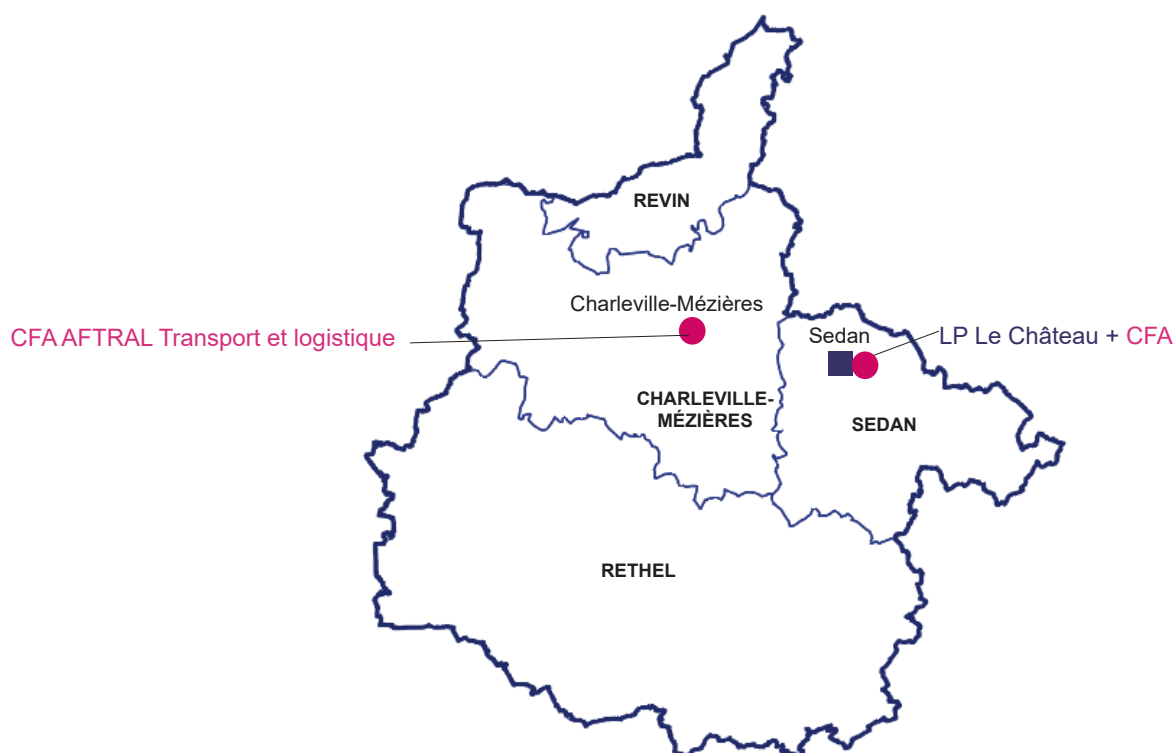 REVIN
Charleville-Mézières
CFA AFTRAL Transport et logistique
Sedan
LP Le Château + CFA
CHARLEVILLE-
MÉZIÈRES
SEDAN
RETHEL